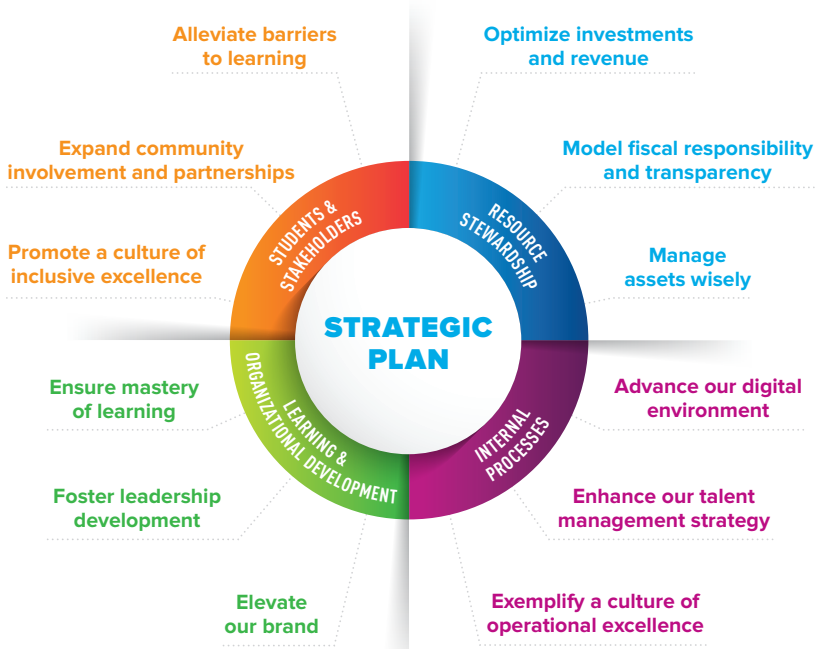 Alleviate barriers
to learning
Expand community
involvement and partnerships
Promote a culture of
inclusive excellence
Optimize investments
and revenue
Model fiscal responsibility
and transparency
Manage
assets wisely
STUDENTS &
STAKEHOLDERS
RESOURCE
STEWARDSHIP
STRATEGIC
PLAN
LEARNING &
ORGANIZATIONAL DEVELOPMENT
INTERNAL
PROCESSES
Ensure mastery
of learning
Foster leadership
development
Elevate
our brand
Advance our digital
environment
Enhance our talent
management strategy
Exemplify a culture of
operational excellence